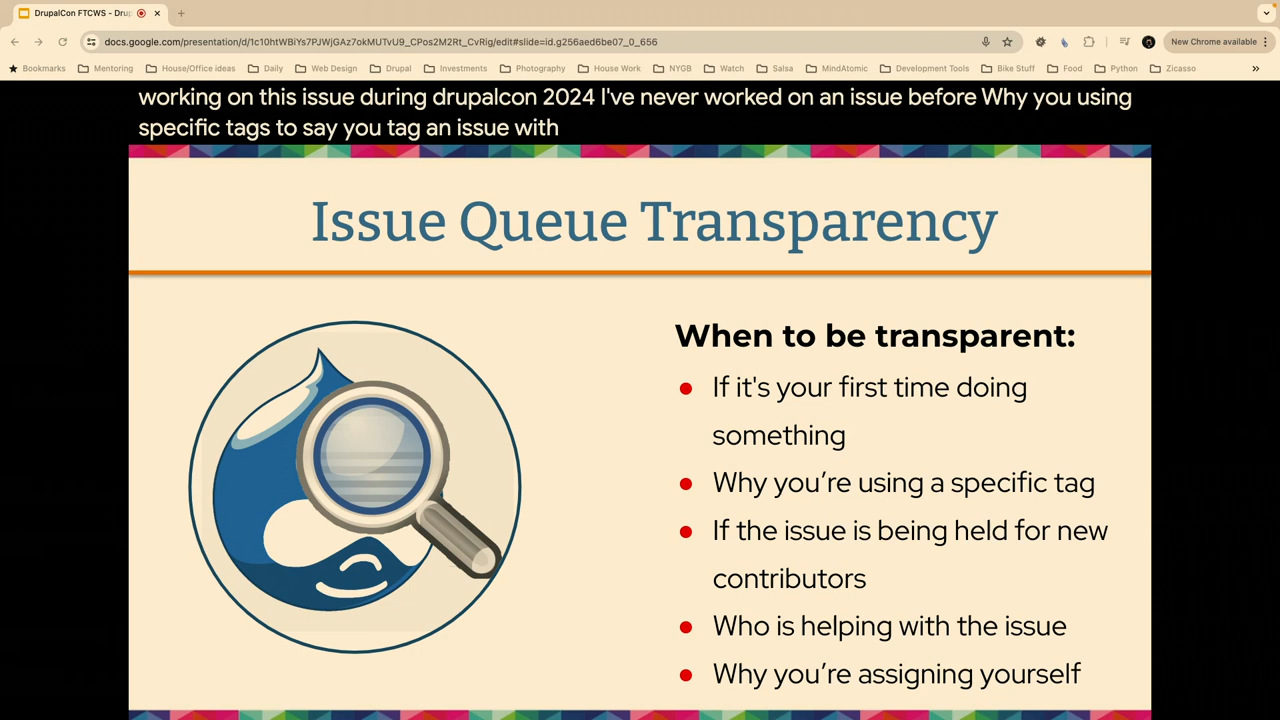 DrupalCon FTCWS - Drup
docs.google.com/presentation/d/1c10htWBiYs7PJWjGAz7okMUTvU9_CPos2M2Rt_CvRig/edit#slide=id.g256aed6be07_0_656
New Chrome available
Bookmarks Mentoring House/Office ideas Daily Web Design Drupal Investments Photography House Work NYGB Watch Salsa MindAtomic Development Tools Bike Stuff Food Python Zicasso
working on this issue during drupalcon 2024 I've never worked on an issue before Why you using
specific tags to say you tag an issue with
Issue Queue Transparency
When to be transparent:
● If it's your first time doing
something
● Why you’re using a specific tag
● If the issue is being held for new
contributors
● Who is helping with the issue
● Why you’re assigning yourself